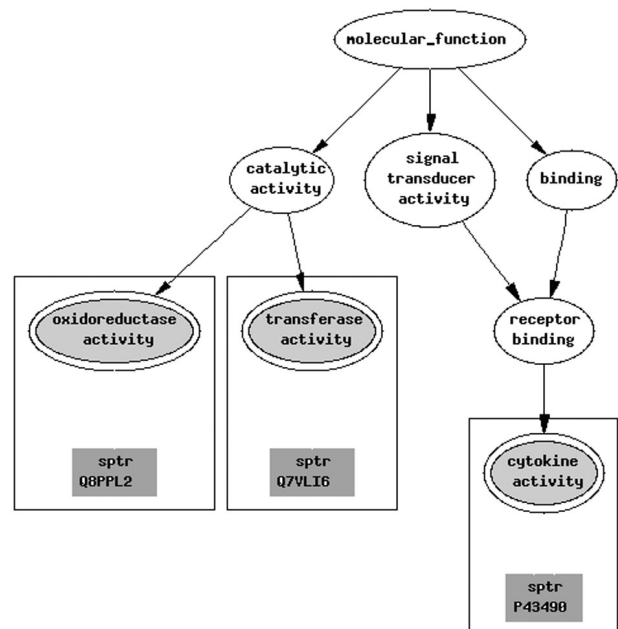 molecular_function
catalytic
activity
signal
transducer
activity
binding
oxidoreductase
activity
transferase
activity
receptor
binding
sptr
Q8PPL2
sptr
Q7VLI6
cytokine
activity
sptr
P43490